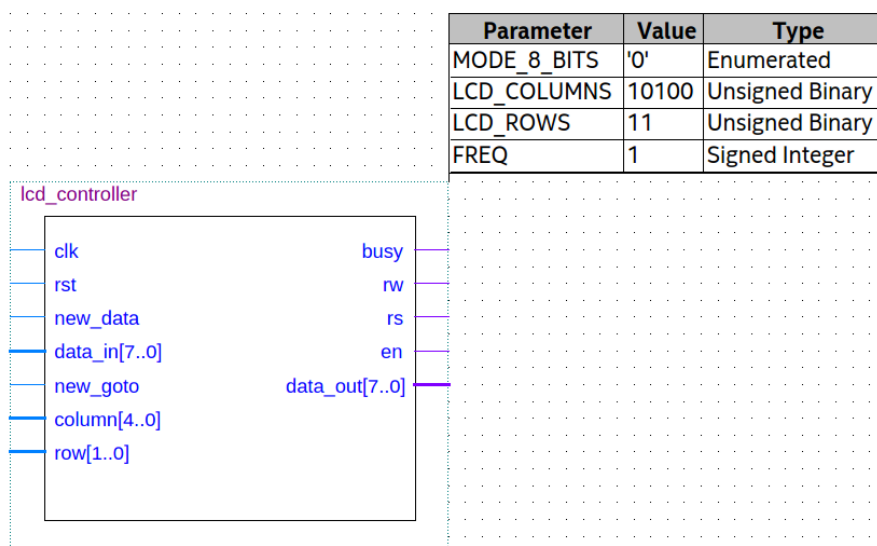 Parameter Value Type
MODE_8_BITS '0' Enumerated
LCD_COLUMNS 10100 Unsigned Binary
LCD_ROWS 11 Unsigned Binary
FREQ 1 Signed Integer
lcd_controller
clk busy
rst rw
new_data rs
data_in[7..0] en
new_goto data_out[7..0]
column[4..0]
row[1..0]